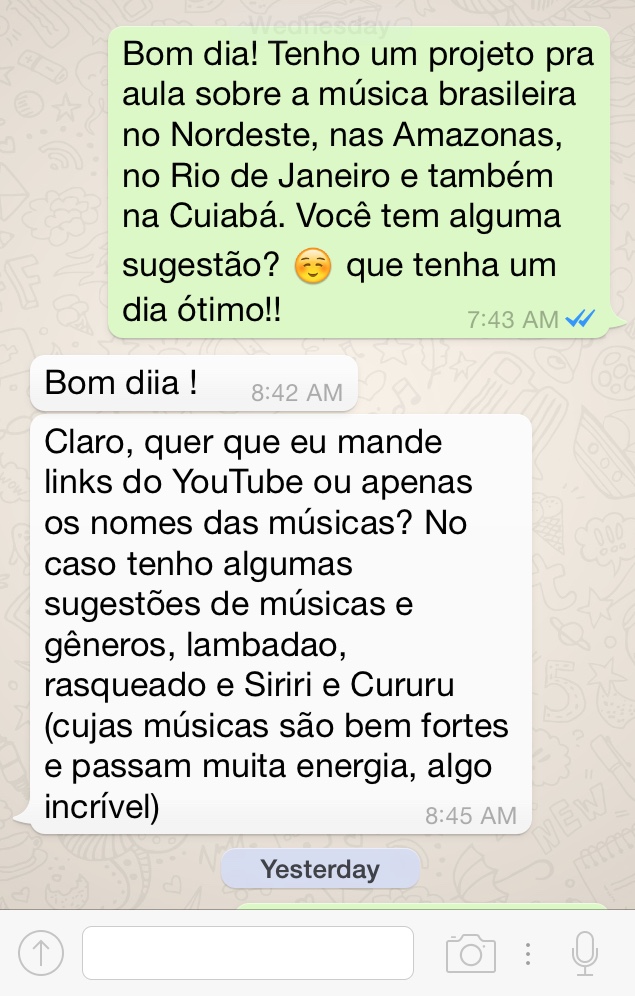 Wednesday
Bom dia! Tenho um projeto pra
aula sobre a música brasileira
no Nordeste, nas Amazonas,
no Rio de Janeiro e também
na Cuiabá. Você tem alguma
sugestão? ☺️ que tenha um
dia ótimo!!
7:43 AM
Bom diia !
8:42 AM
Claro, quer que eu mande
links do YouTube ou apenas
os nomes das músicas? No
caso tenho algumas
sugestões de músicas e
gêneros, lambadao,
rasqueado e Siriri e Cururu
(cujas músicas são bem fortes
e passam muita energia, algo
incrível)
8:45 AM
NEW
Yesterday